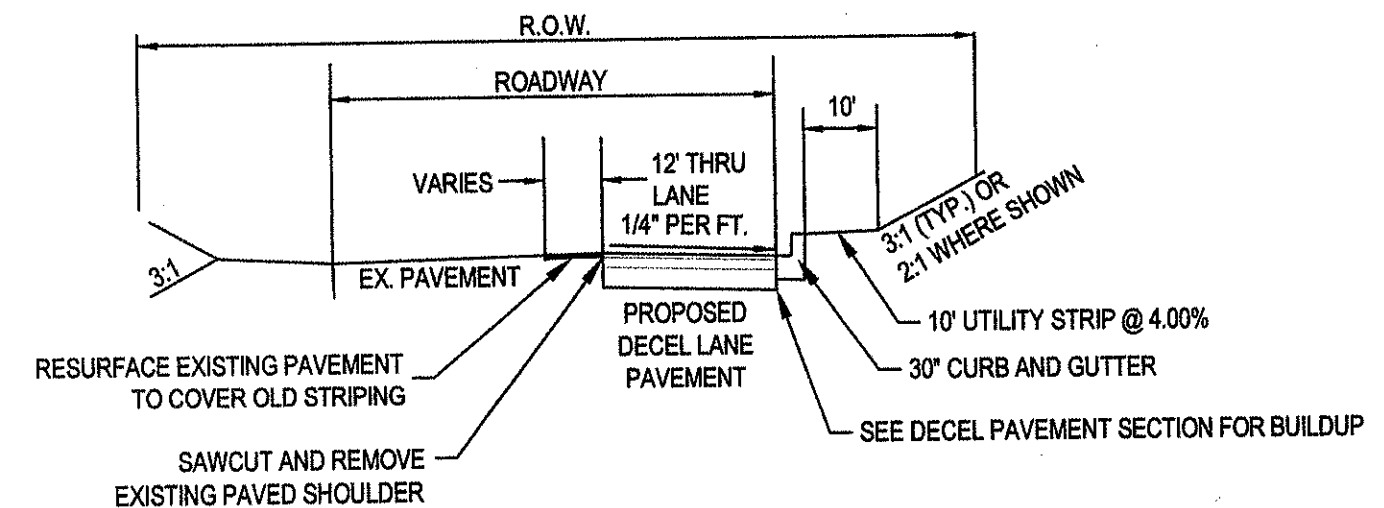 R.O.W.
ROADWAY
10'
VARIES
12' THRU
LANE
1/4" PER FT.
3:1
EX. PAVEMENT
3:1 (TYP.) OR
2:1 WHERE SHOWN
PROPOSED
DECEL LANE
PAVEMENT
10' UTILITY STRIP @ 4.00%
30" CURB AND GUTTER
RESURFACE EXISTING PAVEMENT
TO COVER OLD STRIPING
SEE DECEL PAVEMENT SECTION FOR BUILDUP
SAWCUT AND REMOVE
EXISTING PAVED SHOULDER